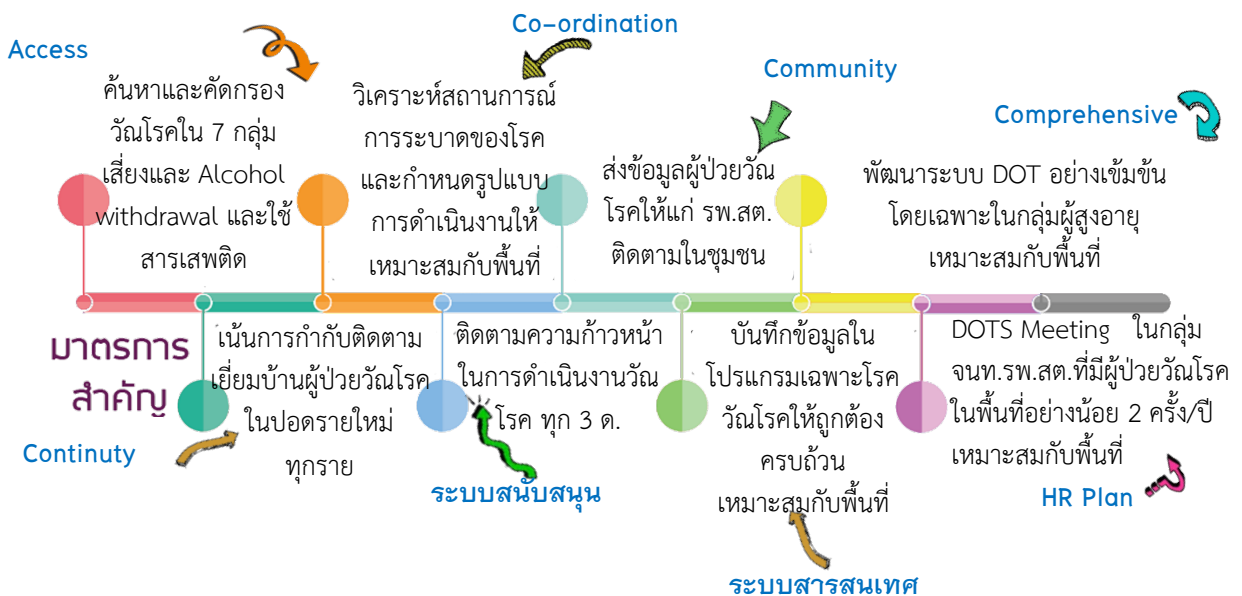 Access
ค้นหาและคัดกรอง
วัณโรคใน 7 กลุ่ม
เสี่ยงและ Alcohol
withdrawal และใช้
สารเสพติด
Co-ordination
วิเคราะห์สถานการณ์
การระบาดของโรค
และกำหนดรูปแบบ
การดำเนินงานให้
เหมาะสมกับพื้นที่
Community
ส่งข้อมูลผู้ป่วยวัณ
โรคให้แก่ รพ.สต.
ติดตามในชุมชน
Comprehensive
พัฒนาระบบ DOT อย่างเข้มข้น
โดยเฉพาะในกลุ่มผู้สูงอายุ
เหมาะสมกับพื้นที่
มาตรการ
สำคัญ
เน้นการกำกับติดตาม
เยี่ยมบ้านผู้ป่วยวัณโรค
ในปอดรายใหม่
ทุกราย
Continuty
ติดตามความก้าวหน้า
ในการดำเนินงานวัณ
โรค ทุก 3 ด.
ระบบสนับสนุน
บันทึกข้อมูลใน
โปรแกรมเฉพาะโรค
วัณโรคให้ถูกต้อง
ครบถ้วน
เหมาะสมกับพื้นที่
ระบบสารสนเทศ
DOTS Meeting ในกลุ่ม
จนท.รพ.สต.ที่มีผู้ป่วยวัณโรค
ในพื้นที่อย่างน้อย 2 ครั้ง/ปี
เหมาะสมกับพื้นที่
HR Plan